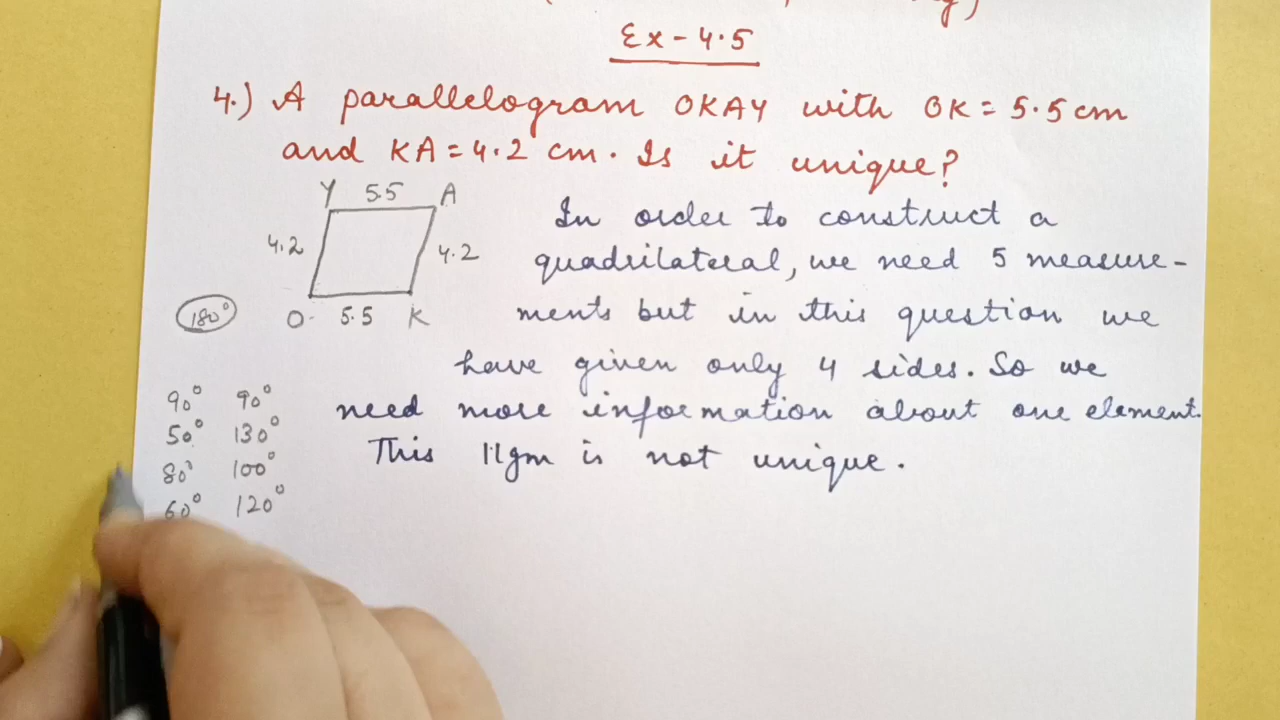 Ex-4.5
4.) A parallelogram OKAY with OK = 5.5 cm
and KA = 4.2 cm. Is it unique?
Y 5.5 A
4.2 4.2
O 5.5 K
180°
90° 90°
50° 130°
80° 100°
60° 120°
In order to construct a
quadrilateral, we need 5 measure-
ments but in this question we
have given only 4 sides. So we
need more information about one element.
This ||gm is not unique.